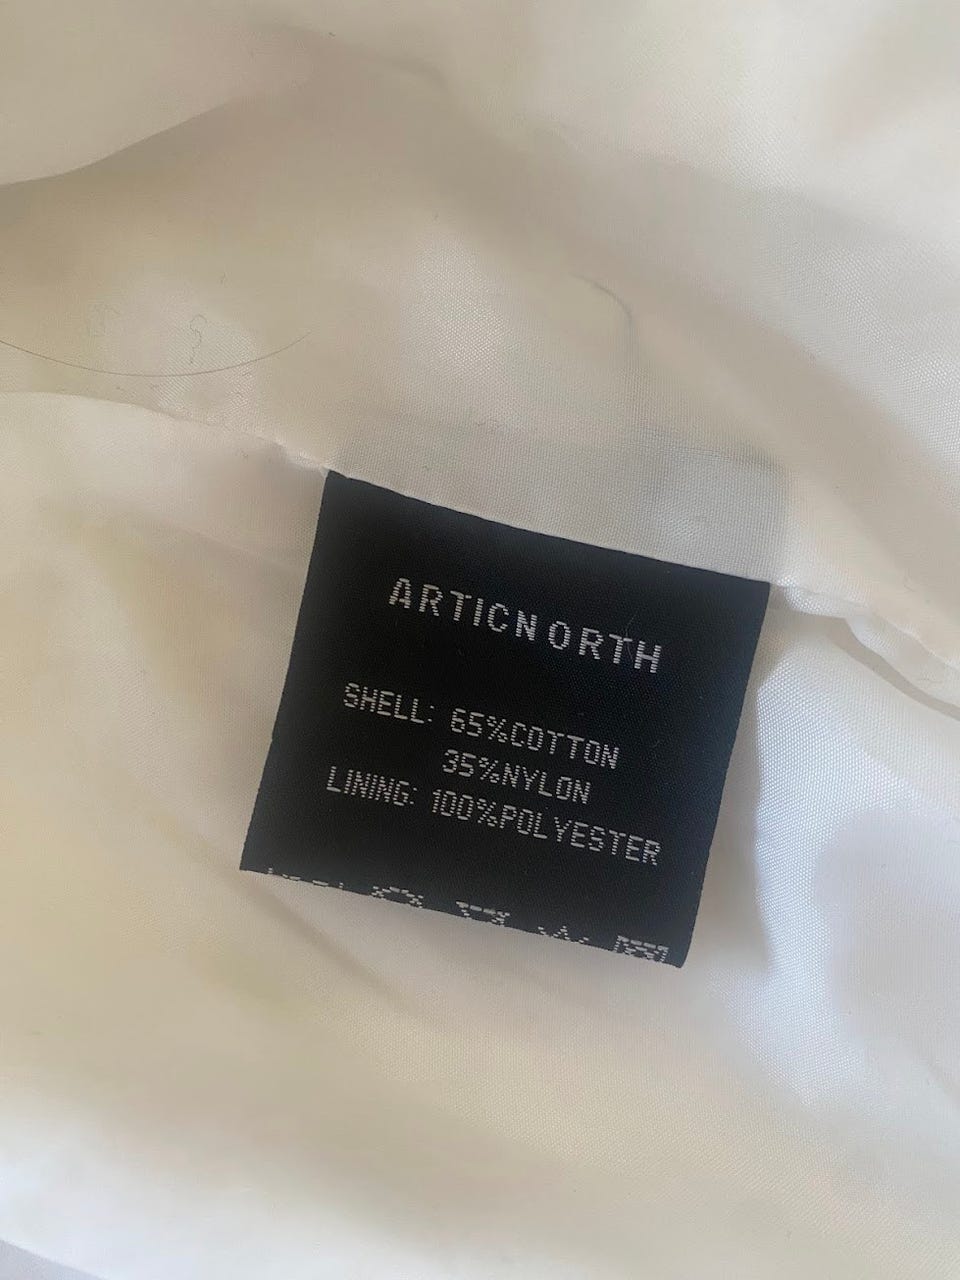 ARTICNORTH
SHELL: 65%COTTON
35%NYLON
LINING: 100%POLYESTER